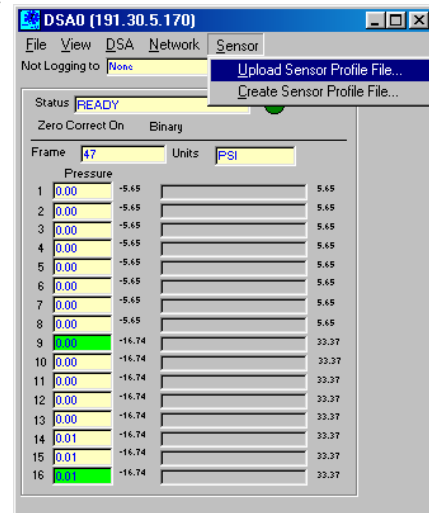 DSA0 (191.30.5.170)
File View DSA Network Sensor
Not Logging to None
Upload Sensor Profile File...
Create Sensor Profile File...
Status READY
Zero Correct On Binary
Frame 47 Units PSI
Pressure
1 0.00 -5.65 5.65
2 0.00 -5.65 5.65
3 0.00 -5.65 5.65
4 0.00 -5.65 5.65
5 0.00 -5.65 5.65
6 0.00 -5.65 5.65
7 0.00 -5.65 5.65
8 0.00 -5.65 5.65
9 0.00 -16.74 33.37
10 0.00 -16.74 33.37
11 0.00 -16.74 33.37
12 0.00 -16.74 33.37
13 0.00 -16.74 33.37
14 0.01 -16.74 33.37
15 0.01 -16.74 33.37
16 0.01 -16.74 33.37